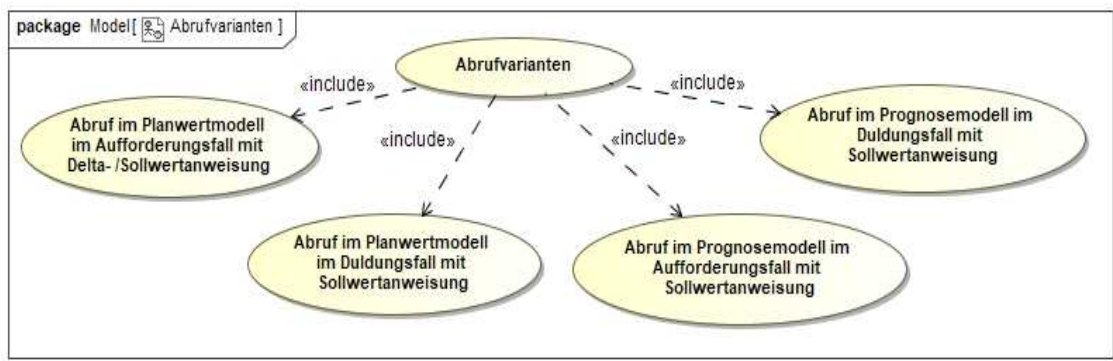 package Model[ Abrufvarianten ]
Abrufvarianten
«include»
«include»
«include»
«include»
Abruf im Planwertmodell
im Aufforderungsfall mit
Delta- /Sollwertanweisung
Abruf im Prognosemodell im
Duldungsfall mit
Sollwertanweisung
Abruf im Planwertmodell
im Duldungsfall mit
Sollwertanweisung
Abruf im Prognosemodell im
Aufforderungsfall mit
Sollwertanweisung